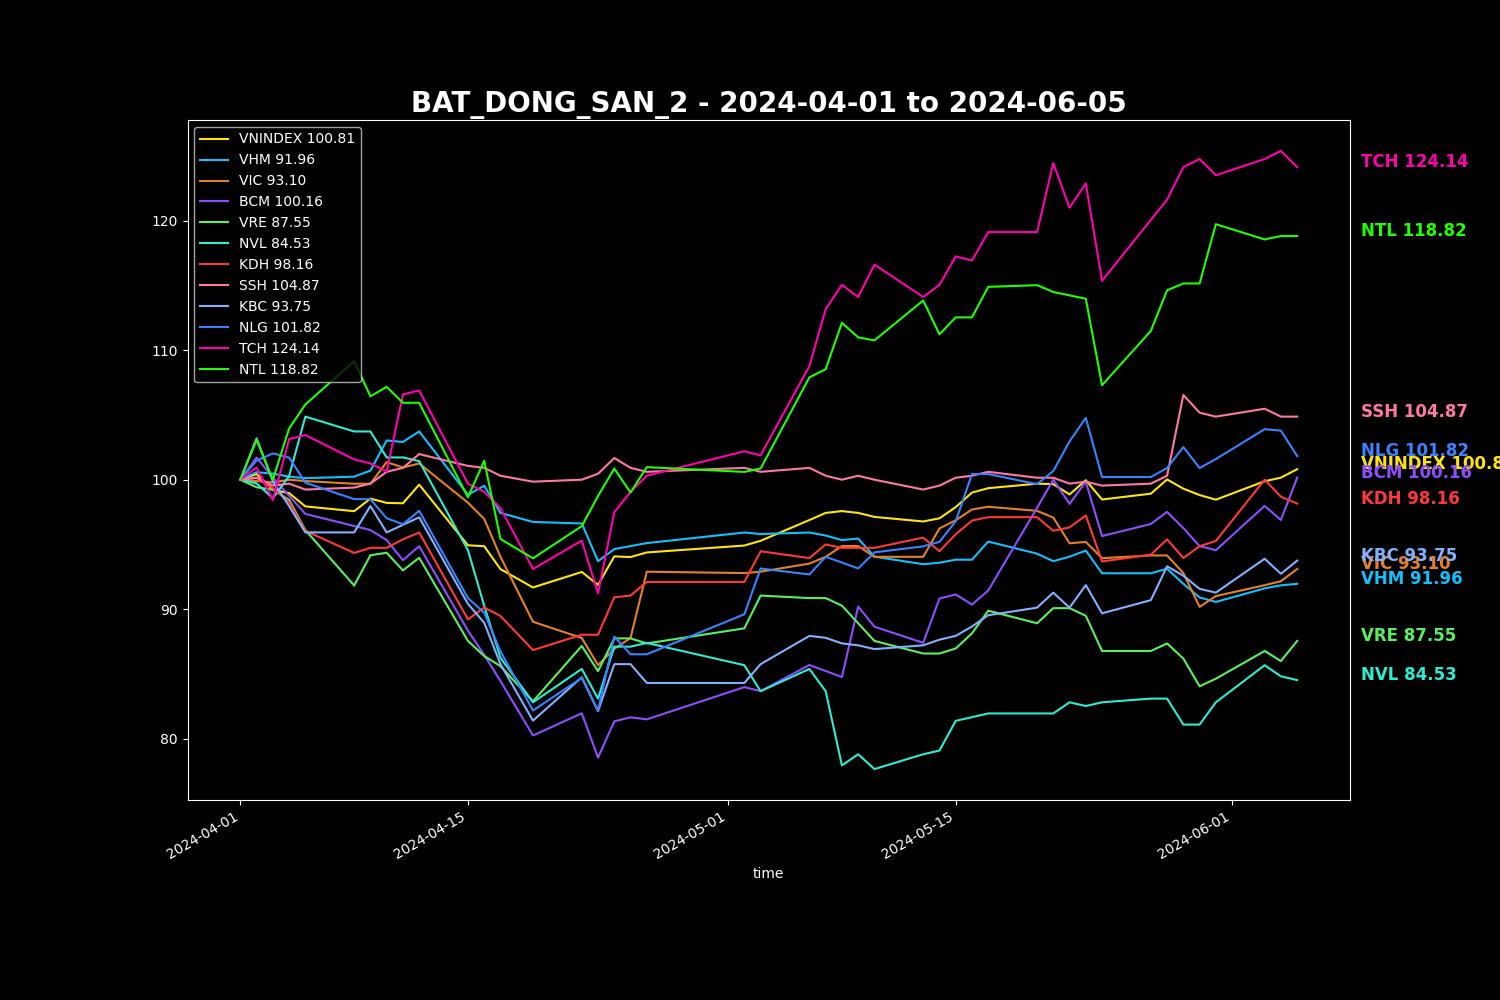 BAT_DONG_SAN_2 - 2024-04-01 to 2024-06-05
VNINDEX 100.81
VHM 91.96
VIC 93.10
BCM 100.16
VRE 87.55
NVL 84.53
KDH 98.16
SSH 104.87
KBC 93.75
NLG 101.82
TCH 124.14
NTL 118.82
120
110
100
90
80
TCH 124.14
NTL 118.82
SSH 104.87
NLG 101.82
VNINDEX 100.8
BCM 100.16
KDH 98.16
KBC 93.75
VIC 93.10
VHM 91.96
VRE 87.55
NVL 84.53
2024-04-01
2024-04-15
2024-05-01
2024-05-15
2024-06-01
time